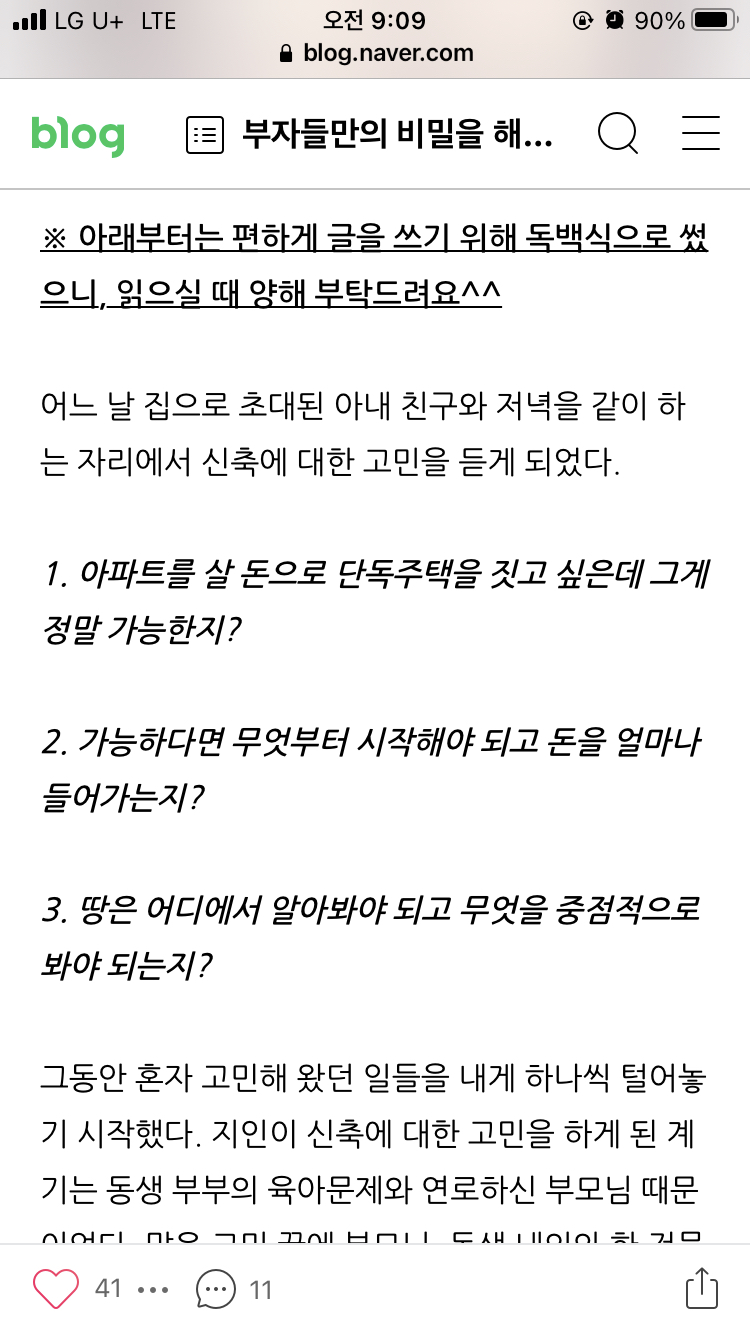 LG U+ LTE 오전 9:09 90%
blog.naver.com
blog 부자들만의 비밀을 해...
※ 아래부터는 편하게 글을 쓰기 위해 독백식으로 썼
으니, 읽으실 때 양해 부탁드려요^^
어느 날 집으로 초대된 아내 친구와 저녁을 같이 하
는 자리에서 신축에 대한 고민을 듣게 되었다.
1. 아파트를 살 돈으로 단독주택을 짓고 싶은데 그게
정말 가능한지?
2. 가능하다면 무엇부터 시작해야 되고 돈을 얼마나
들어가는지?
3. 땅은 어디에서 알아봐야 되고 무엇을 중점적으로
봐야 되는지?
그동안 혼자 고민해 왔던 일들을 내게 하나씩 털어놓
기 시작했다. 지인이 신축에 대한 고민을 하게 된 계
기는 동생 부부의 육아문제와 연로하신 부모님 때문
41 ••• 11